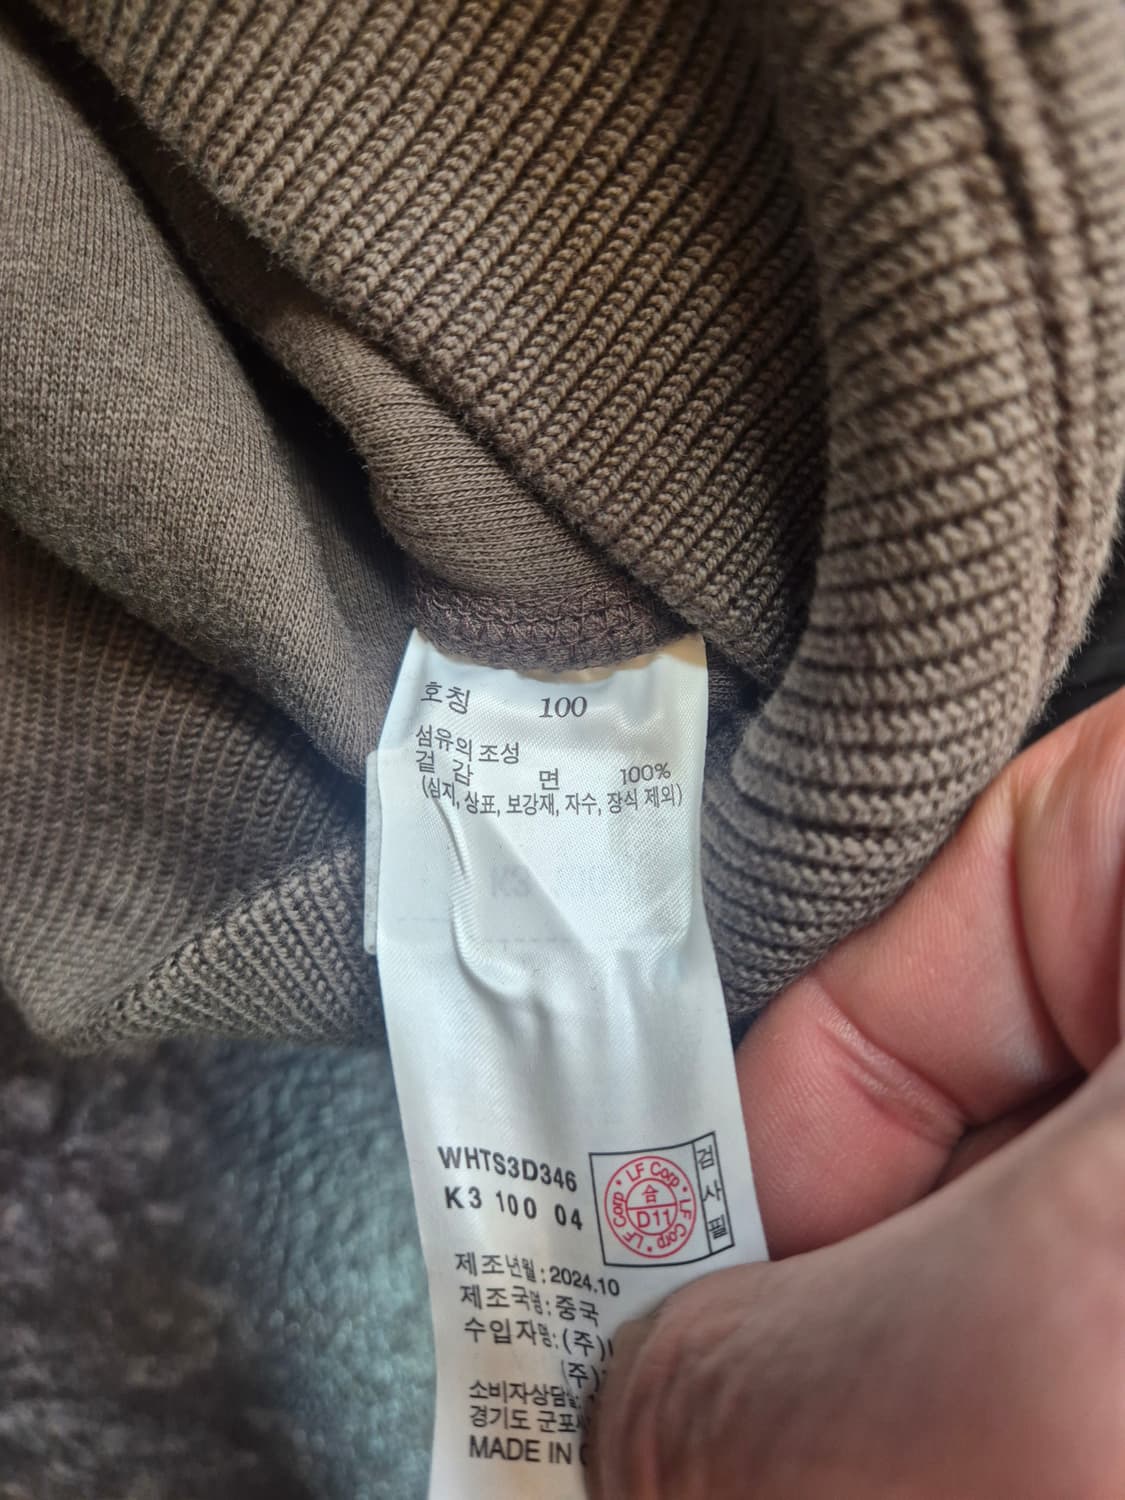 호칭 100
섬유의 조성
겉 감 면 100%
(심지, 상표, 보강재, 자수, 장식 제외)
WHTS3D346
K3 100 04
LF Corp · LF Corp · LF Corp
合
D11
검사필
제조년월 : 2024.10
제조국명 : 중국
수입자명 : (주)
(주)
소비자상담
경기도 군포
MADE IN